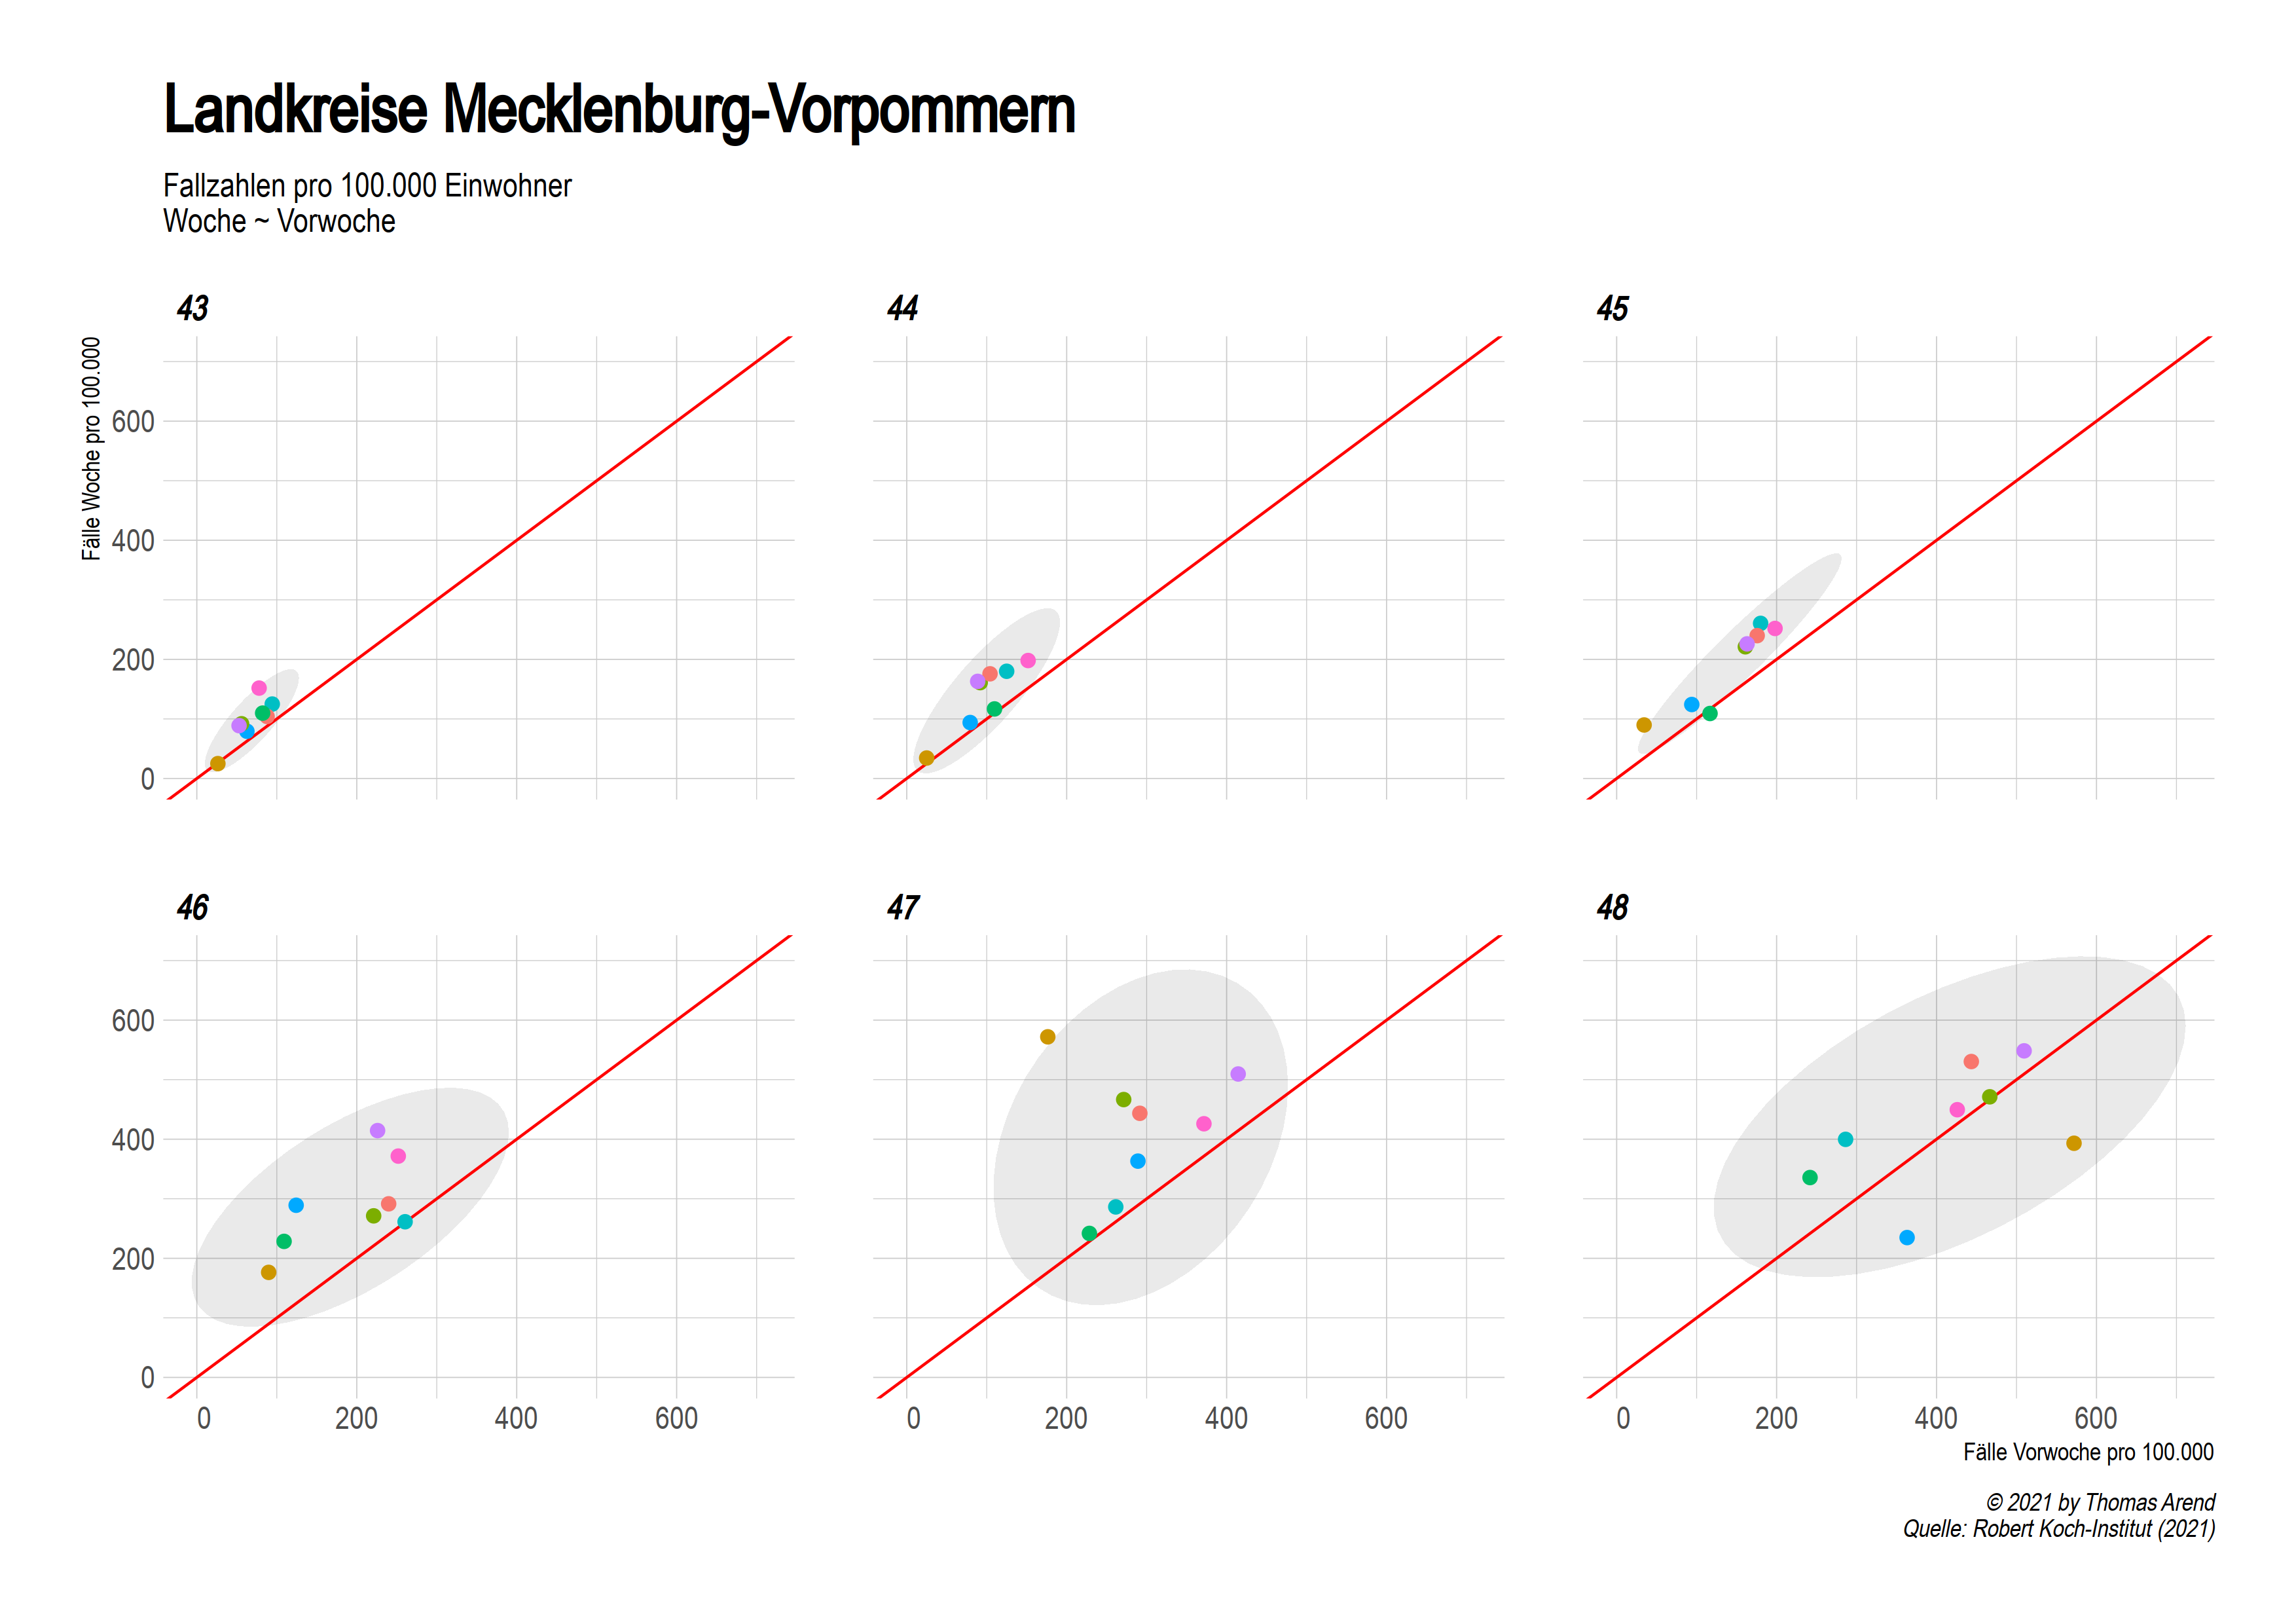 Landkreise Mecklenburg-Vorpommern
Fallzahlen pro 100.000 Einwohner
Woche ~ Vorwoche
43
44
45
Fälle Woche pro 100.000
600
400
200
0
46
47
48
600
400
200
0
0 200 400 600
0 200 400 600
0 200 400 600
Fälle Vorwoche pro 100.000
© 2021 by Thomas Arend
Quelle: Robert Koch-Institut (2021)